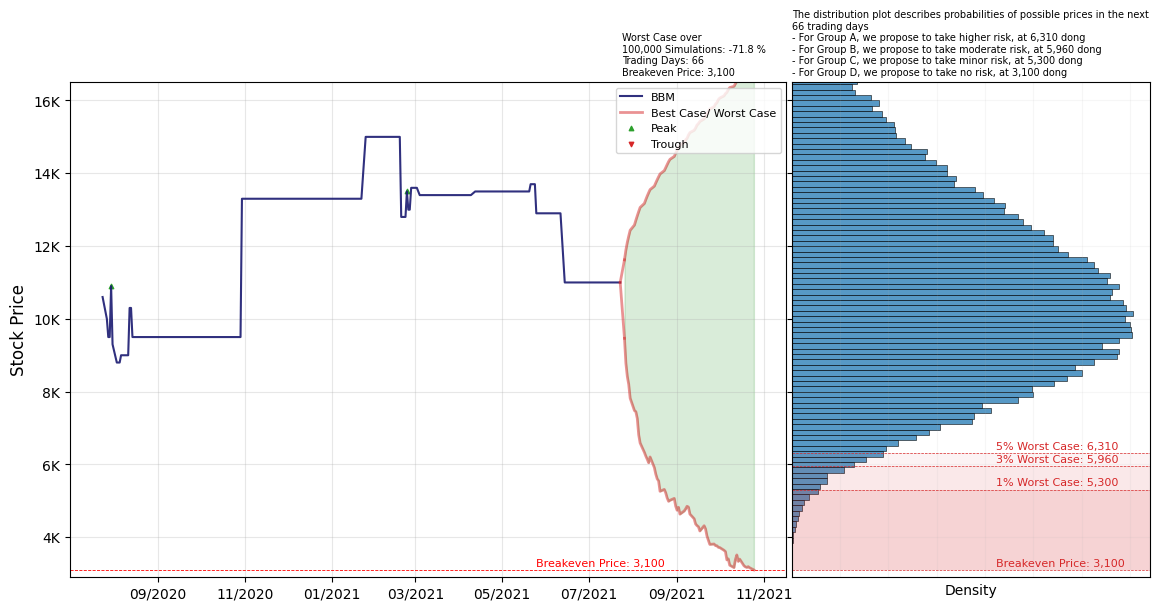 The distribution plot describes probabilities of possible prices in the next
66 trading days
- For Group A, we propose to take higher risk, at 6,310 dong
- For Group B, we propose to take moderate risk, at 5,960 dong
- For Group C, we propose to take minor risk, at 5,300 dong
- For Group D, we propose to take no risk, at 3,100 dong
Worst Case over
100,000 Simulations: -71.8 %
Trading Days: 66
Breakeven Price: 3,100
BBM
Best Case/ Worst Case
Peak
Trough
Stock Price
16K
14K
12K
10K
8K
6K
4K
Breakeven Price: 3,100
09/2020
11/2020
01/2021
03/2021
05/2021
07/2021
09/2021
11/2021
5% Worst Case: 6,310
3% Worst Case: 5,960
1% Worst Case: 5,300
Breakeven Price: 3,100
Density